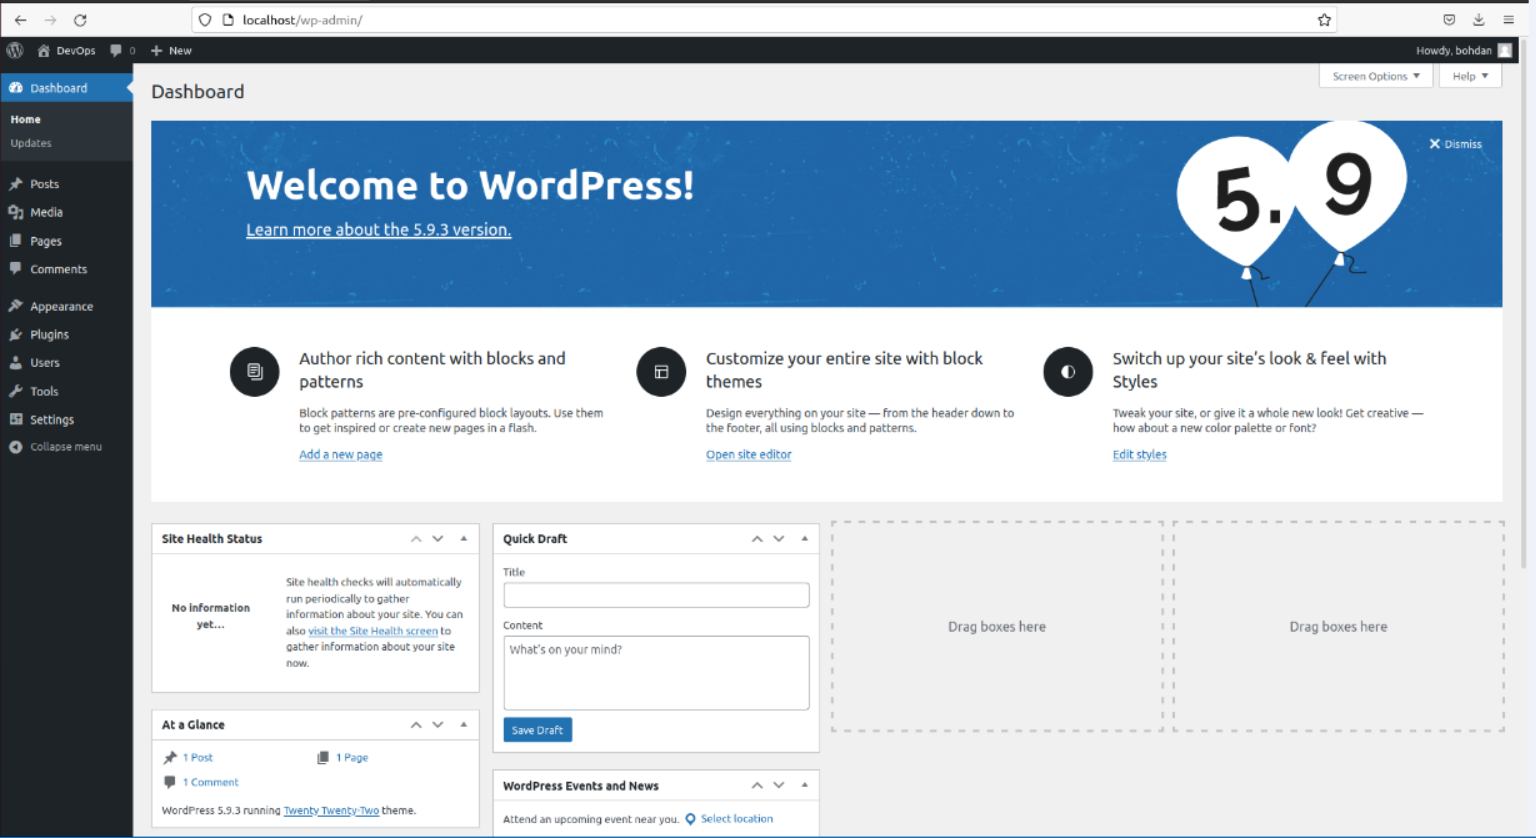 localhost/wp-admin/
DevOps 0 New
Howdy, bohdan
Dashboard
Home
Updates
Posts
Media
Pages
Comments
Appearance
Plugins
Users
Tools
Settings
Collapse menu
Screen Options ▼
Help ▼
Dashboard
Dismiss
Welcome to WordPress!
Learn more about the 5.9.3 version.
5.9
Author rich content with blocks and
patterns
Block patterns are pre-configured block layouts. Use them
to get inspired or create new pages in a flash.
Add a new page
Customize your entire site with block
themes
Design everything on your site — from the header down to
the footer, all using blocks and patterns.
Open site editor
Switch up your site's look & feel with
Styles
Tweak your site, or give it a whole new look! Get creative —
how about a new color palette or font?
Edit styles
Site Health Status
No information
yet...
Site health checks will automatically
run periodically to gather
information about your site. You can
also visit the Site Health screen to
gather information about your site
now.
At a Glance
1 Post
1 Page
1 Comment
WordPress 5.9.3 running Twenty Twenty-Two theme.
Quick Draft
Title
Content
What's on your mind?
Save Draft
WordPress Events and News
Attend an upcoming event near you. Select location
Drag boxes here
Drag boxes here